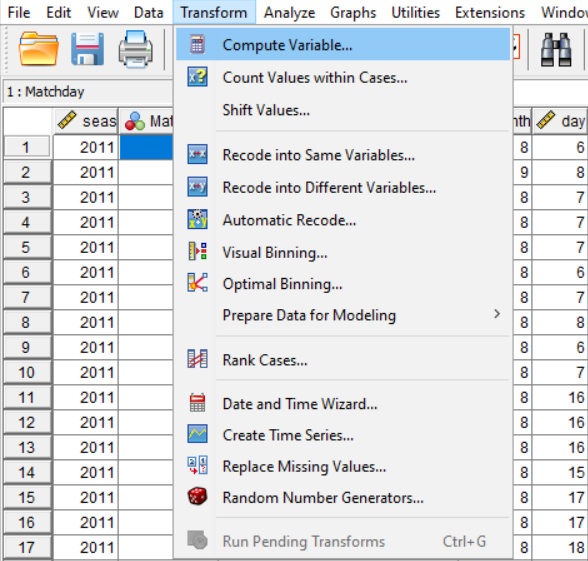 File Edit View Data Transform Analyze Graphs Utilities Extensions Windo
1 : Matchday
seas Mat nth day
Compute Variable...
Count Values within Cases...
Shift Values...
Recode into Same Variables...
Recode into Different Variables...
Automatic Recode...
Visual Binning...
Optimal Binning...
Prepare Data for Modeling
Rank Cases...
Date and Time Wizard...
Create Time Series...
Replace Missing Values...
Random Number Generators...
Run Pending Transforms Ctrl+G
1 2011 8 6
2 2011 9 8
3 2011 8 7
4 2011 8 7
5 2011 8 7
6 2011 8 6
7 2011 8 7
8 2011 8 8
9 2011 8 6
10 2011 8 7
11 2011 8 16
12 2011 8 16
13 2011 8 16
14 2011 8 15
15 2011 8 17
16 2011 8 17
17 2011 8 18